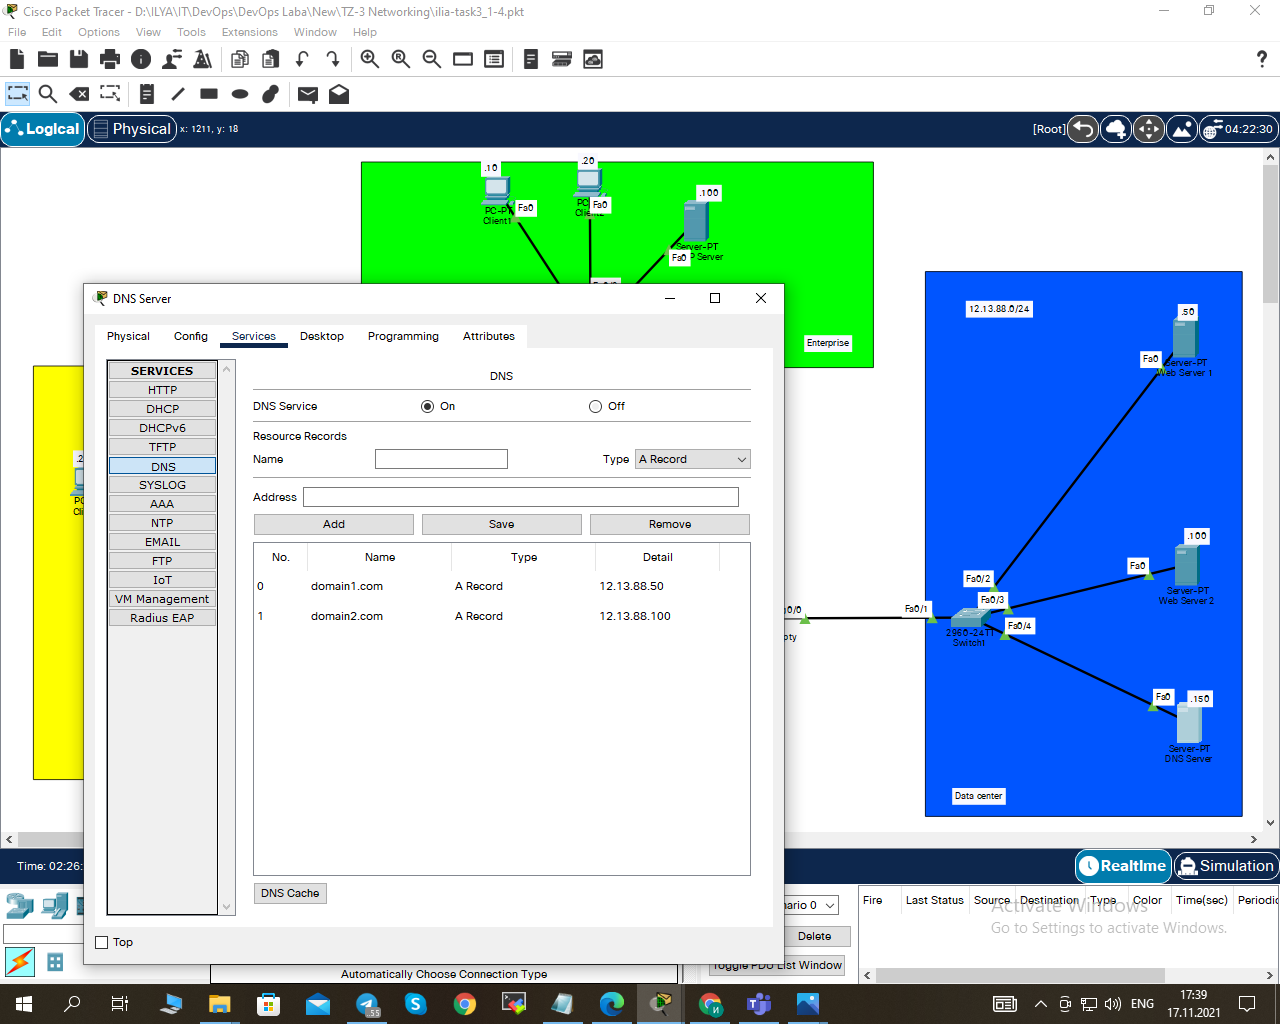 Cisco Packet Tracer - D:\ILYA\IT\DevOps\DevOps Laba\New\TZ-3 Networking\ilia-task3_1-4.pkt
File Edit Options View Tools Extensions Window Help
Logical Physical x: 1211, y: 18 [Root] 04:22:30
.10
.20
.100
PC-PT
Client1
Fa0
Fa0
Server-PT
P Server
Fa0
Enterprise
12.13.88.0/24
.50
Fa0
Server-PT
Web Server 1
.100
Fa0
Server-PT
Web Server 2
Fa0/2
Fa0/3
Fa0/1
Fa0/4
2960-24TT
Switch1
Fa0
.150
Server-PT
DNS Server
Data center
DNS Server
Physical Config Services Desktop Programming Attributes
SERVICES
HTTP
DHCP
DHCPv6
TFTP
DNS
SYSLOG
AAA
NTP
EMAIL
FTP
IoT
VM Management
Radius EAP
DNS
DNS Service On Off
Resource Records
Name Type A Record
Address
Add Save Remove
No. Name Type Detail
0 domain1.com A Record 12.13.88.50
1 domain2.com A Record 12.13.88.100
DNS Cache
Top
Time: 02:26:
Realtime Simulation
nario 0
Delete
Toggle PDU List Window
Fire Last Status Source Destination Type Color Time(sec) Periodic
Activate Windows
Go to Settings to activate Windows.
Automatically Choose Connection Type
.55
ENG
17:39
17.11.2021